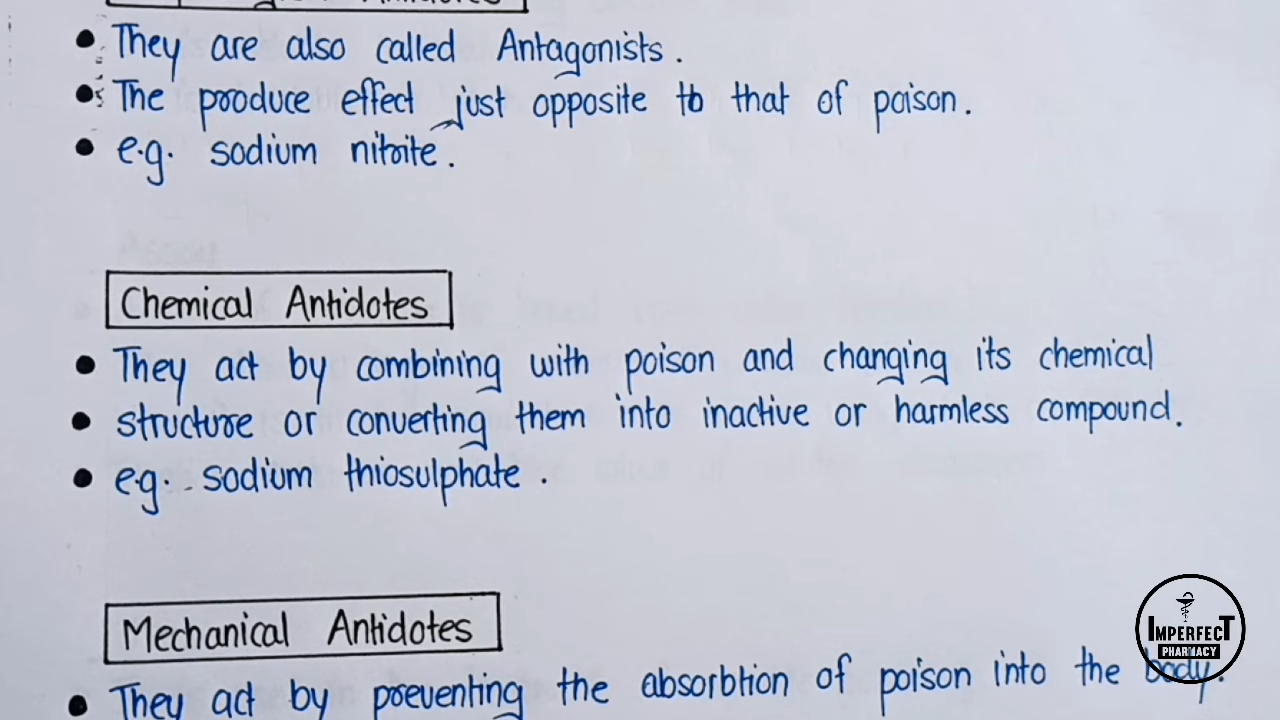 Antidotes
• They are also called Antagonists.
• The produce effect just opposite to that of poison.
• e.g. sodium nitrite.
Chemical Antidotes
• They act by combining with poison and changing its chemical
• structure or converting them into inactive or harmless compound.
• e.g. - sodium thiosulphate.
Mechanical Antidotes
• They act by preventing the absorbtion of poison into the body.
IMPERFECT
PHARMACY